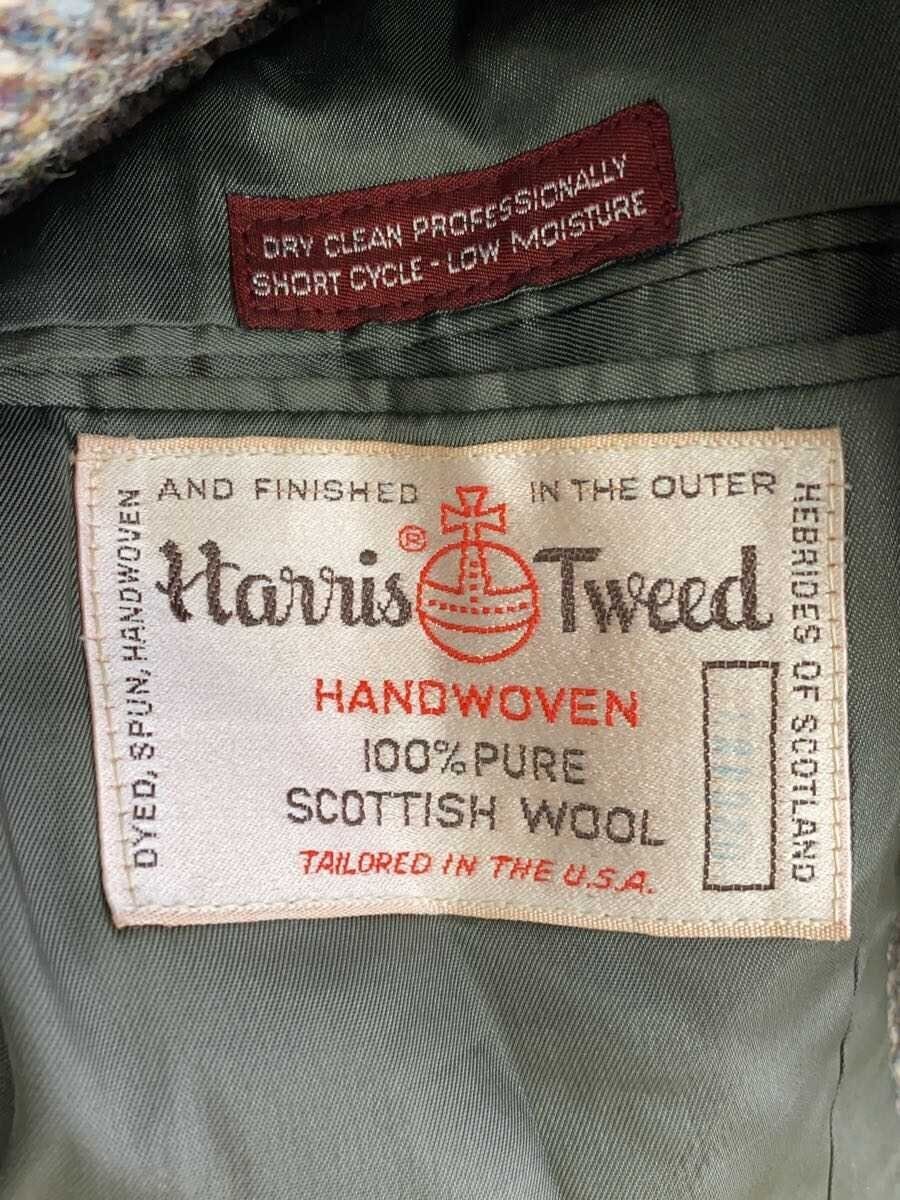 DRY CLEAN PROFESSIONALLY
SHORT CYCLE - LOW MOISTURE
DYED, SPUN, HANDWOVEN
AND FINISHED IN THE OUTER
HEBRIDES OF SCOTLAND
Harris® Tweed
HANDWOVEN
100% PURE
SCOTTISH WOOL
TAILORED IN THE U.S.A.